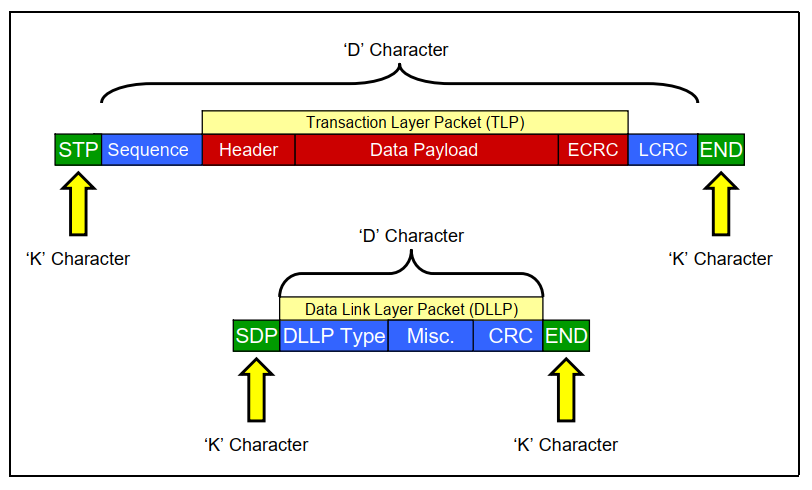 ‘D’ Character
Transaction Layer Packet (TLP)
STP Sequence Header Data Payload ECRC LCRC END
‘K’ Character ‘K’ Character
‘D’ Character
Data Link Layer Packet (DLLP)
SDP DLLP Type Misc. CRC END
‘K’ Character ‘K’ Character